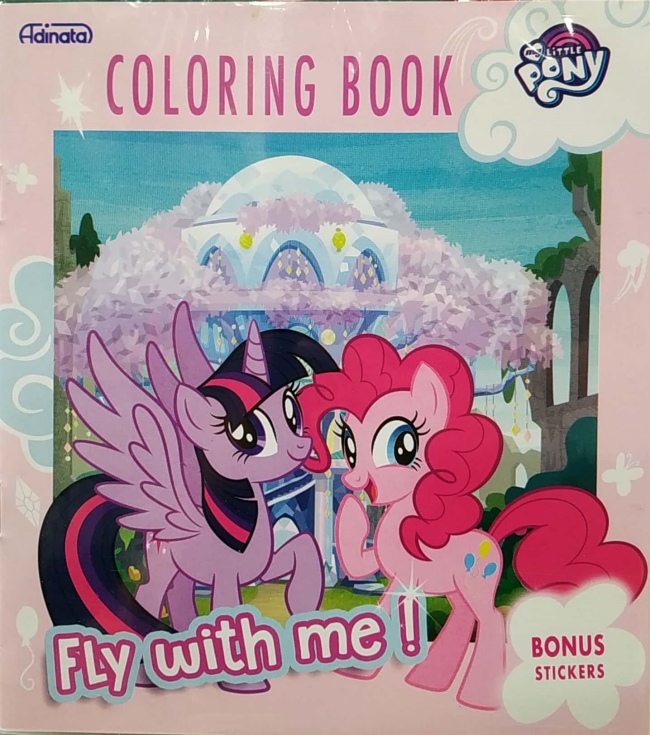 Adinata
COLORING BOOK
MY LITTLE
PONY
Fly with me !
BONUS
STICKERS